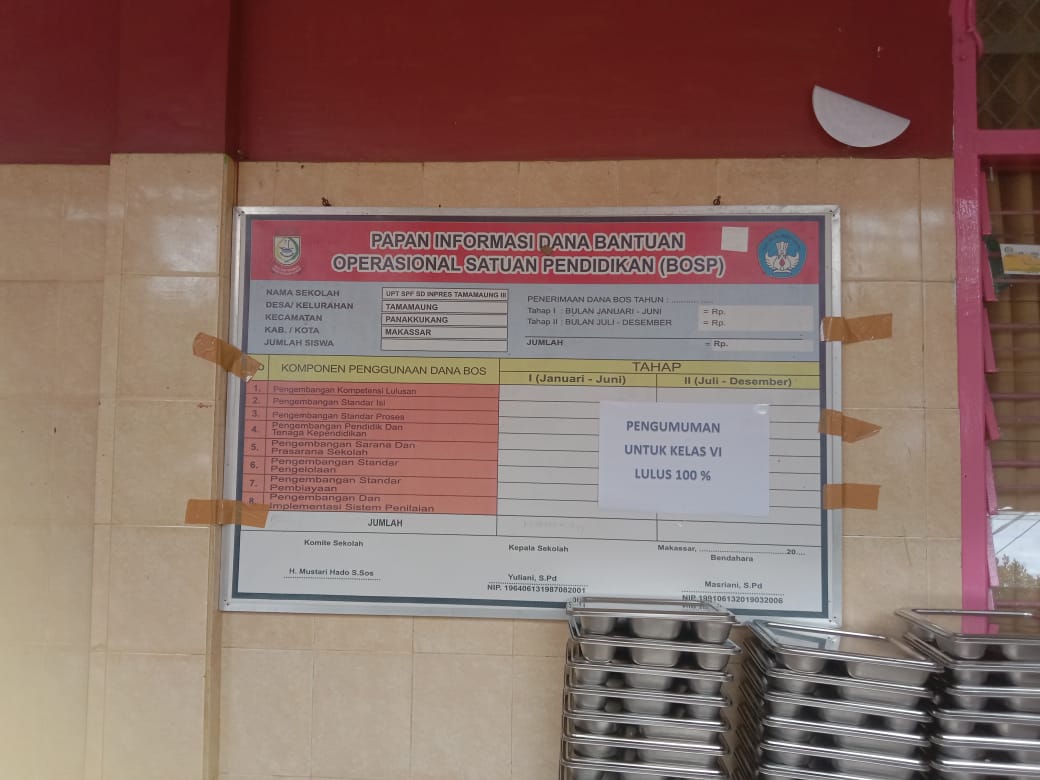 PAPAN INFORMASI DANA BANTUAN
OPERASIONAL SATUAN PENDIDIKAN (BOSP)
NAMA SEKOLAH UPT SPF SD INPRES TAMAMAUNG III
DESA/ KELURAHAN TAMAMAUNG
KECAMATAN PANAKKUKANG
KAB. / KOTA MAKASSAR
JUMLAH SISWA
PENERIMAAN DANA BOS TAHUN : ..............
Tahap I : BULAN JANUARI - JUNI = Rp.
Tahap II : BULAN JULI - DESEMBER = Rp.
JUMLAH = Rp.
KOMPONEN PENGGUNAAN DANA BOS
TAHAP
I (Januari - Juni) II (Juli - Desember)
1. Pengembangan Kompetensi Lulusan
2. Pengembangan Standar Isi
3. Pengembangan Standar Proses
4. Pengembangan Pendidik Dan
Tenaga Kependidikan
5. Pengembangan Sarana Dan
Prasarana Sekolah
6. Pengembangan Standar
Pengelolaan
7. Pengembangan Standar
Pembiayaan
8. Pengembangan Dan
Implementasi Sistem Penilaian
JUMLAH
PENGUMUMAN
UNTUK KELAS VI
LULUS 100 %
Komite Sekolah
H. Mustari Hado S.Sos
Kepala Sekolah
Yuliani, S.Pd
NIP. 196406131987082001
Makassar, ..............................20....
Bendahara
Masriani, S.Pd
NIP. 199106132019032006